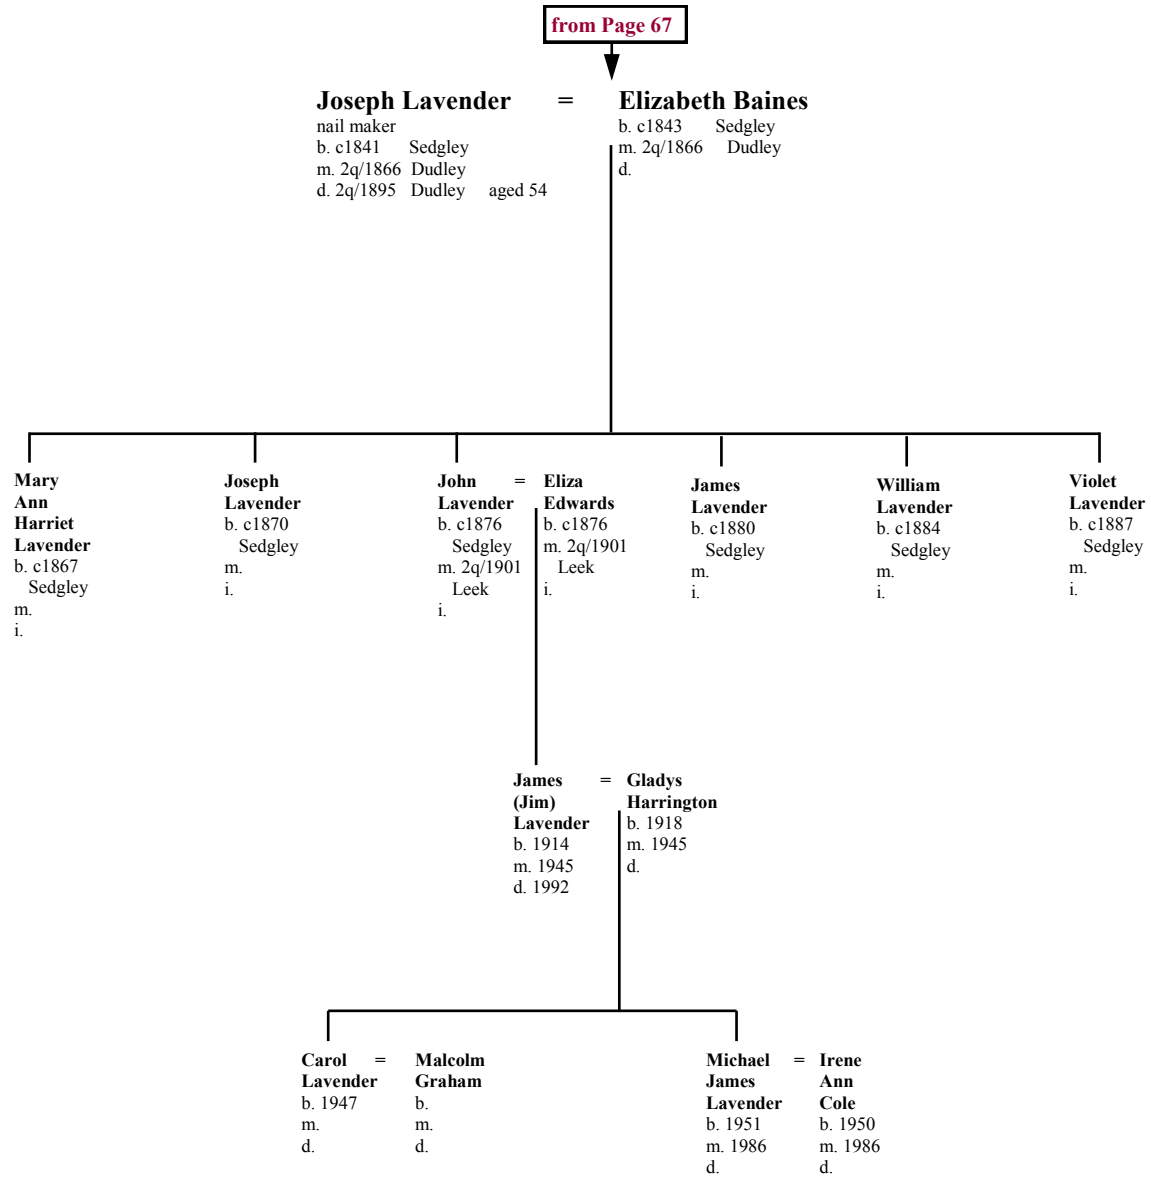 from Page 67
Joseph Lavender = Elizabeth Baines
nail maker
b. c1841 Sedgley
m. 2q/1866 Dudley
d. 2q/1895 Dudley aged 54
b. c1843 Sedgley
m. 2q/1866 Dudley
d.
Mary
Ann
Harriet
Lavender
b. c1867
Sedgley
m.
i.
Joseph
Lavender
b. c1870
Sedgley
m.
i.
John =
Lavender
b. c1876
Sedgley
m. 2q/1901
Leek
i.
Eliza
Edwards
b. c1876
m. 2q/1901
Leek
i.
James
Lavender
b. c1880
Sedgley
m.
i.
William
Lavender
b. c1884
Sedgley
m.
i.
Violet
Lavender
b. c1887
Sedgley
m.
i.
James =
(Jim)
Lavender
b. 1914
m. 1945
d. 1992
Gladys
Harrington
b. 1918
m. 1945
d.
Carol =
Lavender
b. 1947
m.
d.
Malcolm
Graham
b.
m.
d.
Michael =
James
Lavender
b. 1951
m. 1986
d.
Irene
Ann
Cole
b. 1950
m. 1986
d.